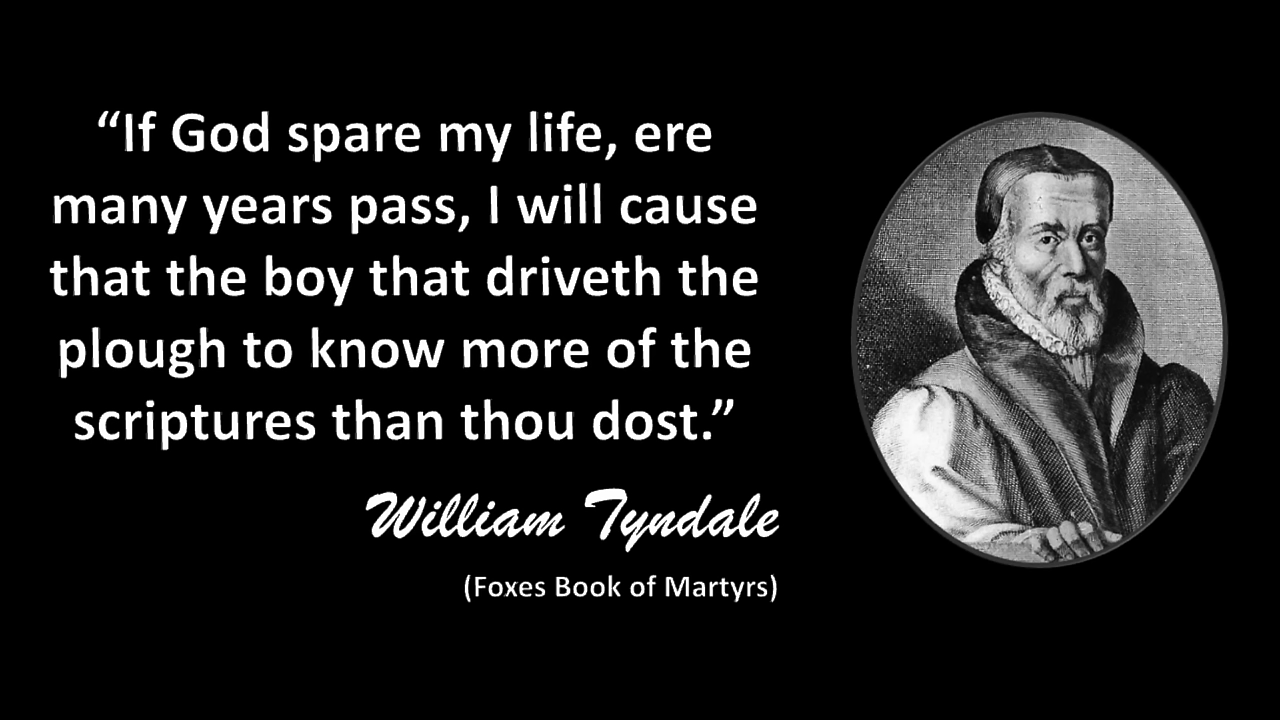 “If God spare my life, ere
many years pass, I will cause
that the boy that driveth the
plough to know more of the
scriptures than thou dost.”
William Tyndale
(Foxes Book of Martyrs)